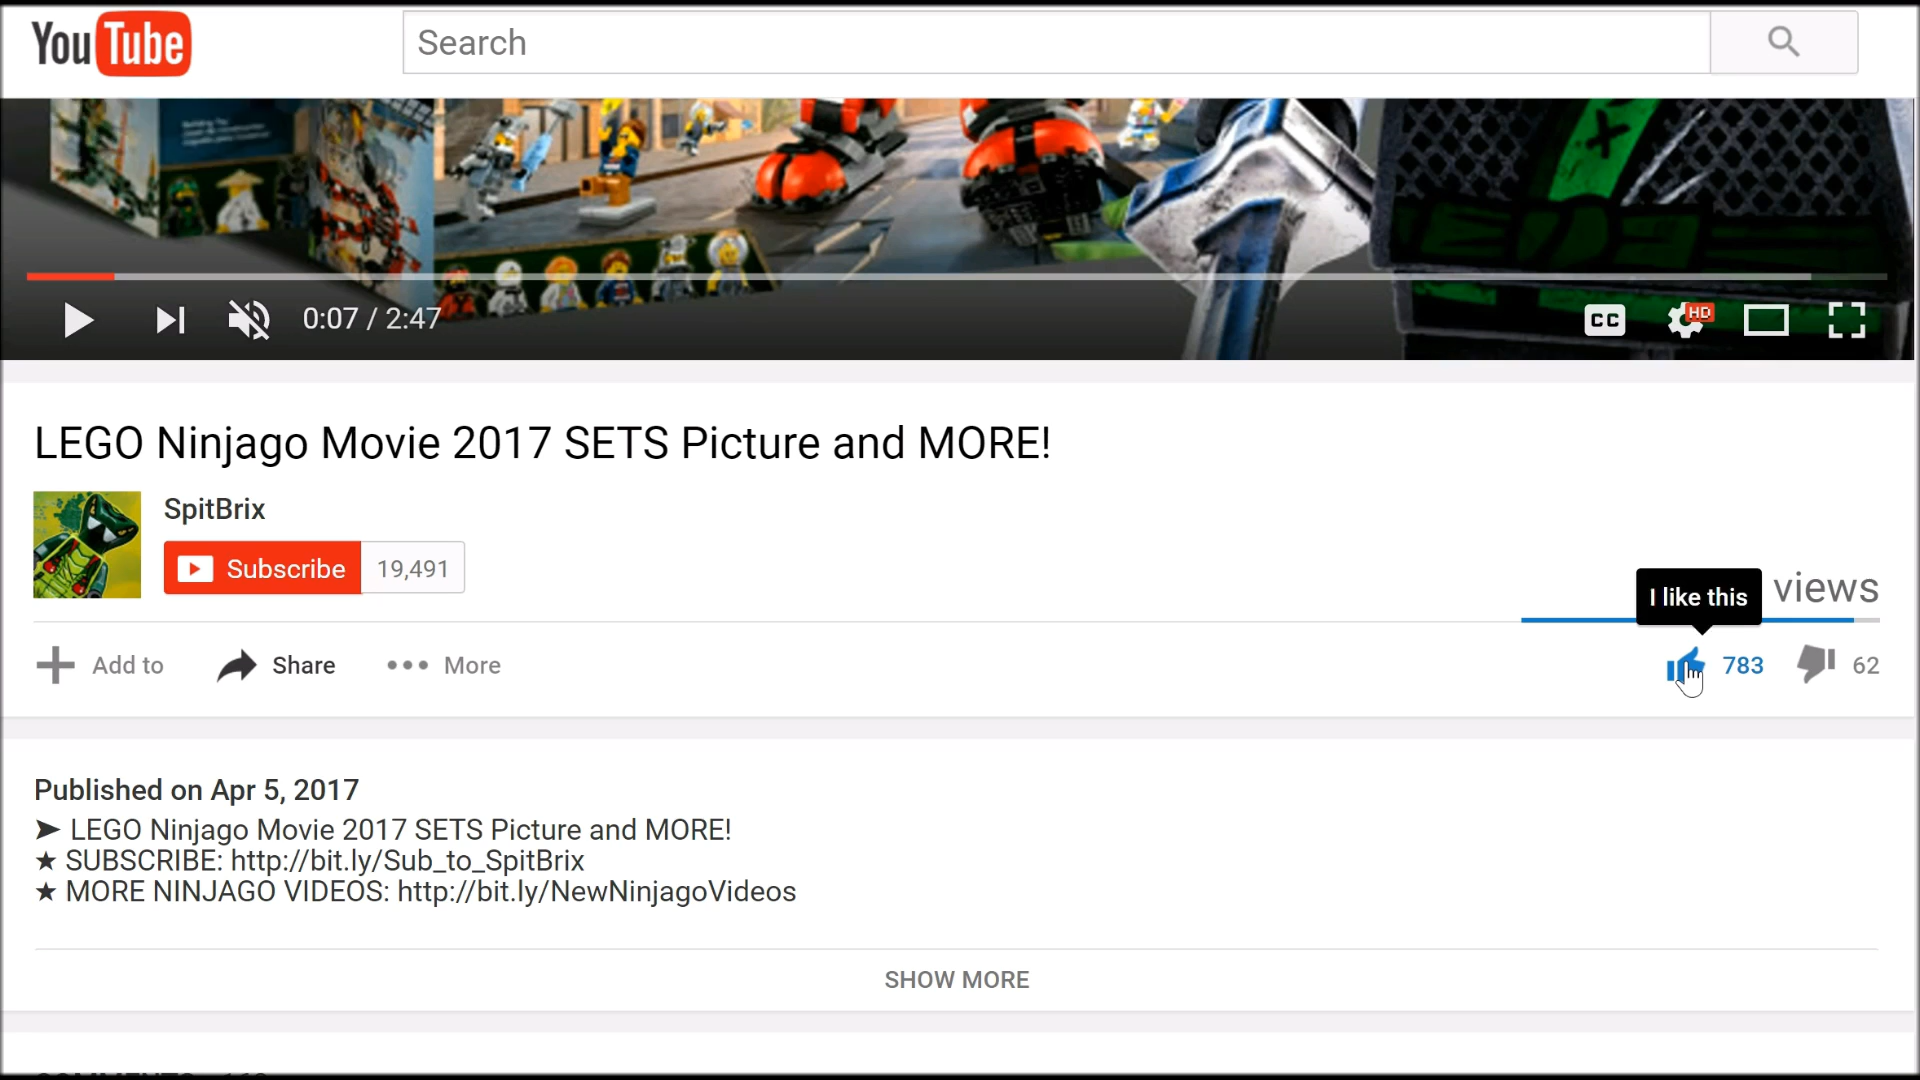 YouTube
Search
0:07 / 2:47
CC
HD
LEGO Ninjago Movie 2017 SETS Picture and MORE!
SpitBrix
Subscribe 19,491
I like this
views
Add to Share More
783 62
Published on Apr 5, 2017
➤ LEGO Ninjago Movie 2017 SETS Picture and MORE!
★ SUBSCRIBE: http://bit.ly/Sub_to_SpitBrix
★ MORE NINJAGO VIDEOS: http://bit.ly/NewNinjagoVideos
SHOW MORE